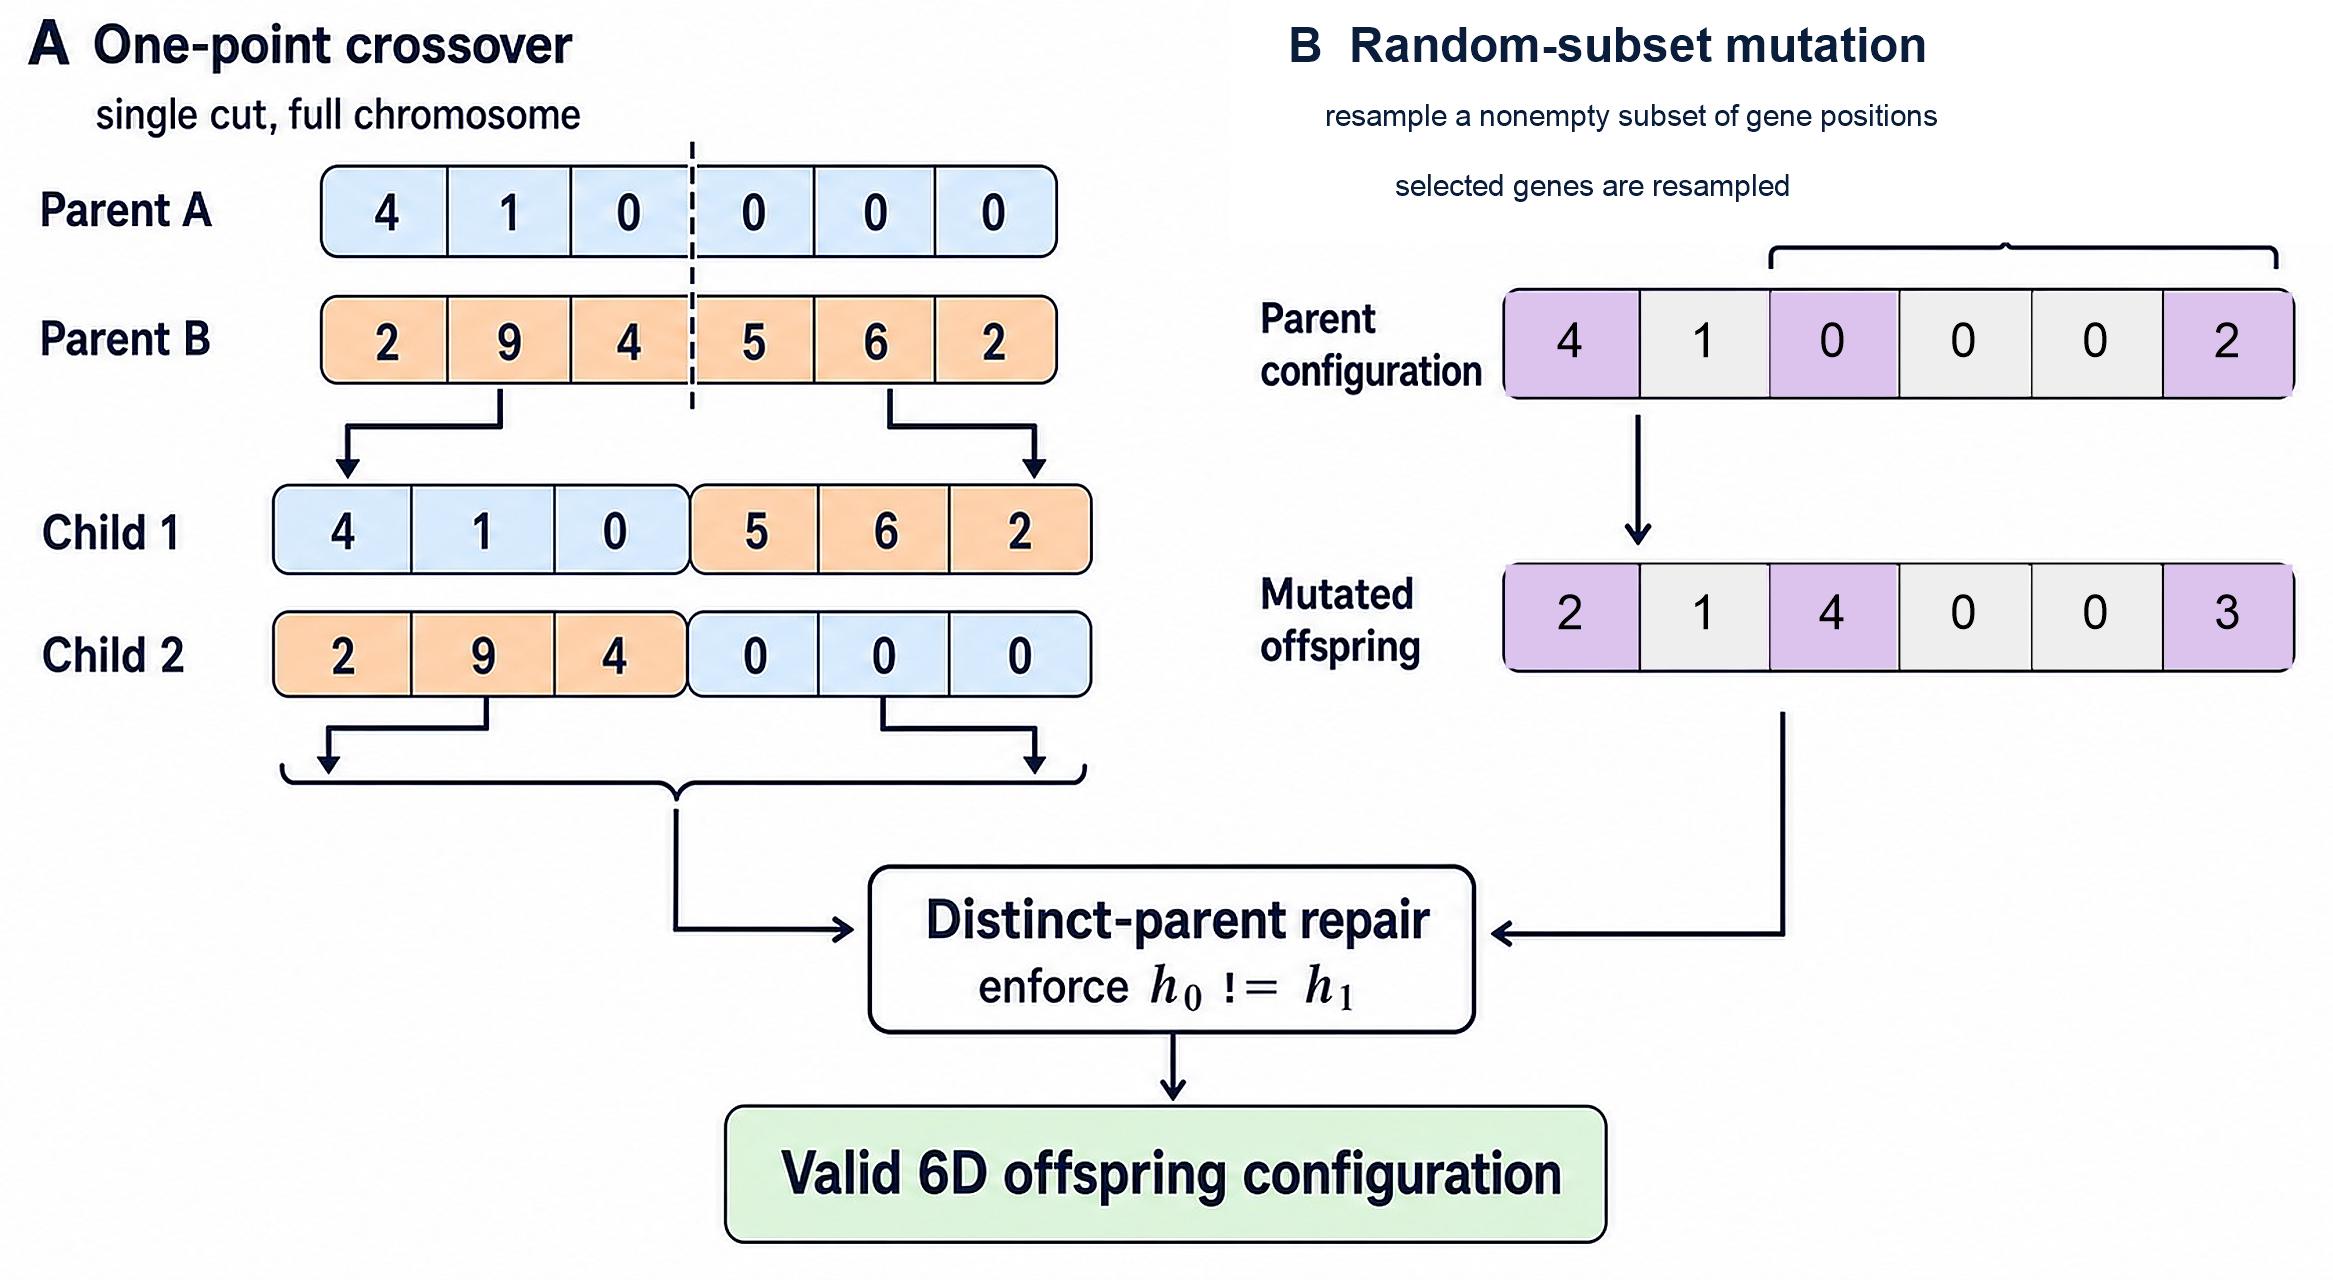 A One-point crossover
single cut, full chromosome
Parent A 4 1 0 0 0 0
Parent B 2 9 4 5 6 2
Child 1 4 1 0 5 6 2
Child 2 2 9 4 0 0 0
B Random-subset mutation
resample a nonempty subset of gene positions
selected genes are resampled
Parent
configuration
4 1 0 0 0 2
Mutated
offspring
2 1 4 0 0 3
Distinct-parent repair
enforce h₀ != h₁
Valid 6D offspring configuration